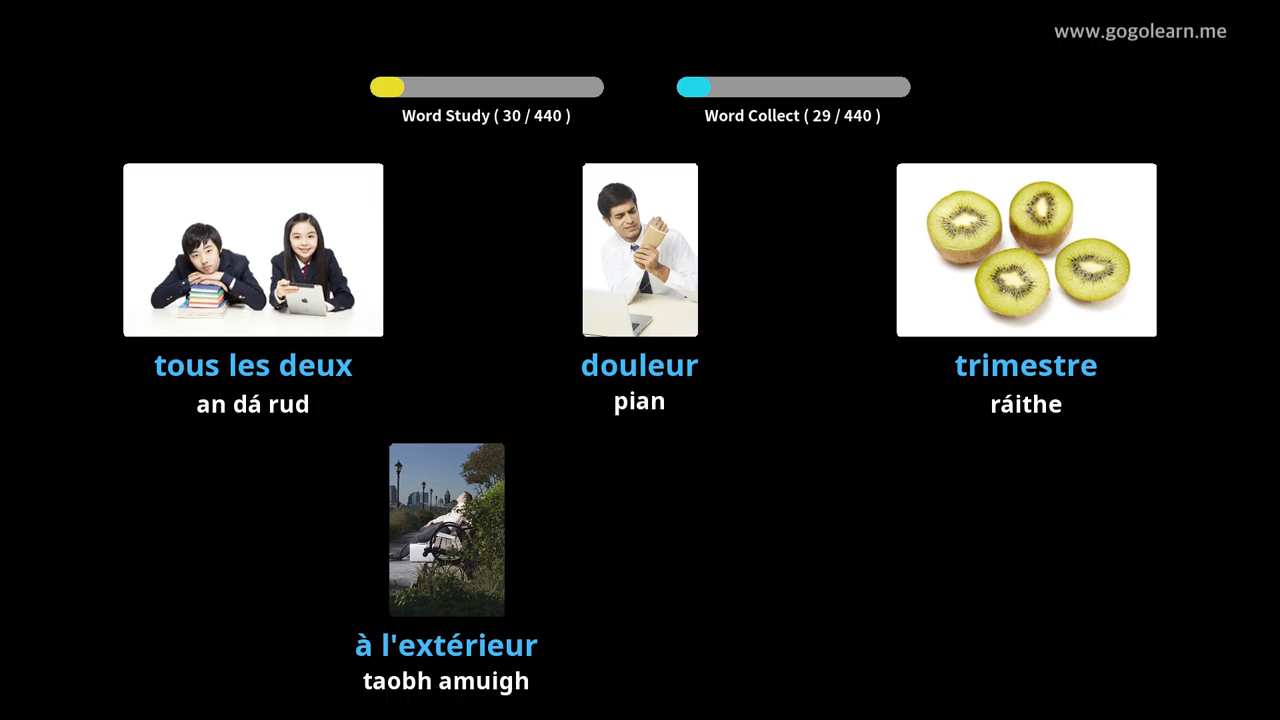 www.gogolearn.me
Word Study ( 30 / 440 )
Word Collect ( 29 / 440 )
tous les deux
an dá rud
douleur
pian
trimestre
ráithe
à l'extérieur
taobh amuigh